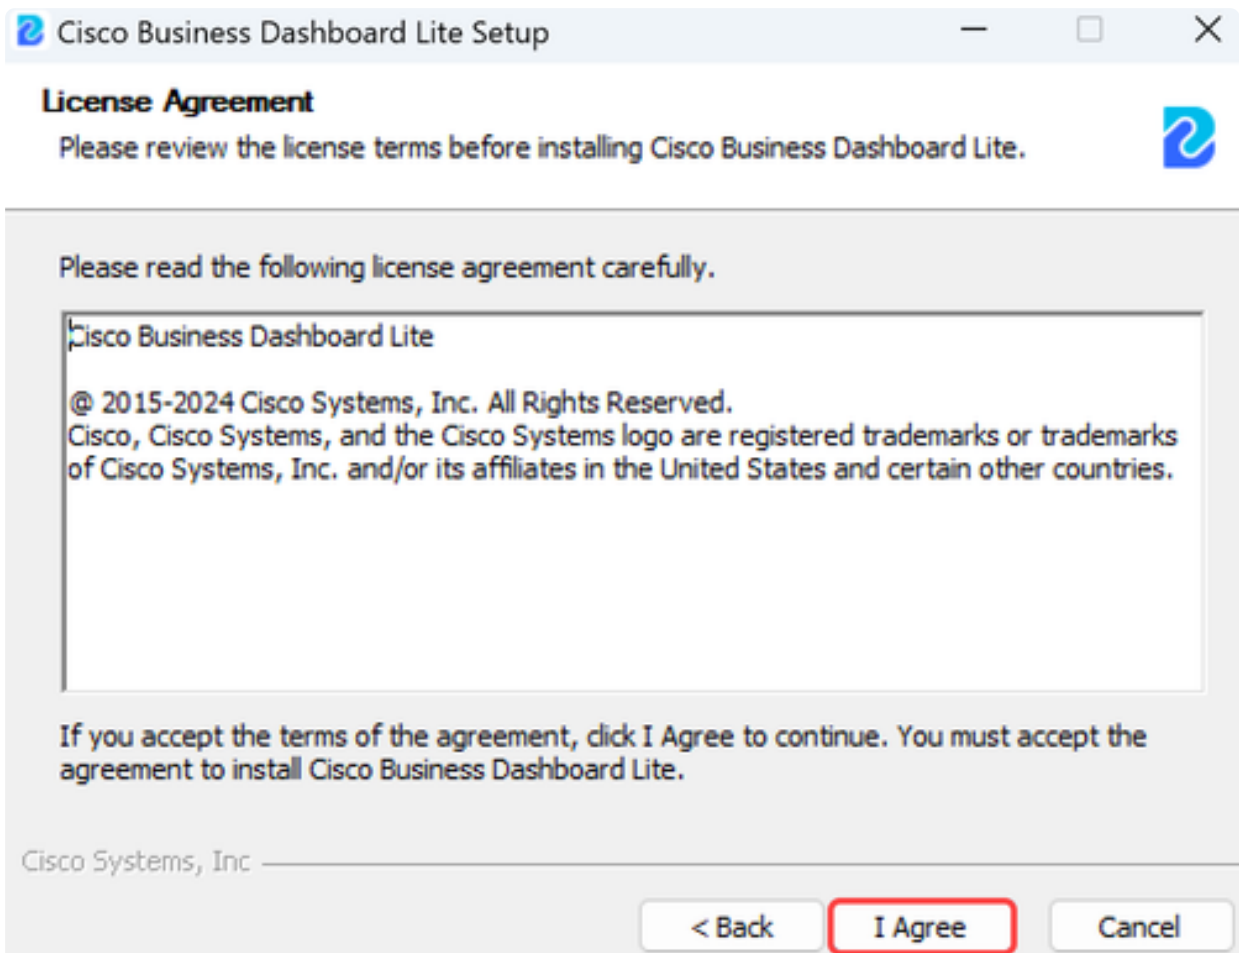 Cisco Business Dashboard Lite Setup
License Agreement
Please review the license terms before installing Cisco Business Dashboard Lite.
Please read the following license agreement carefully.
Cisco Business Dashboard Lite
@ 2015-2024 Cisco Systems, Inc. All Rights Reserved.
Cisco, Cisco Systems, and the Cisco Systems logo are registered trademarks or trademarks
of Cisco Systems, Inc. and/or its affiliates in the United States and certain other countries.
If you accept the terms of the agreement, click I Agree to continue. You must accept the
agreement to install Cisco Business Dashboard Lite.
Cisco Systems, Inc
< Back I Agree Cancel